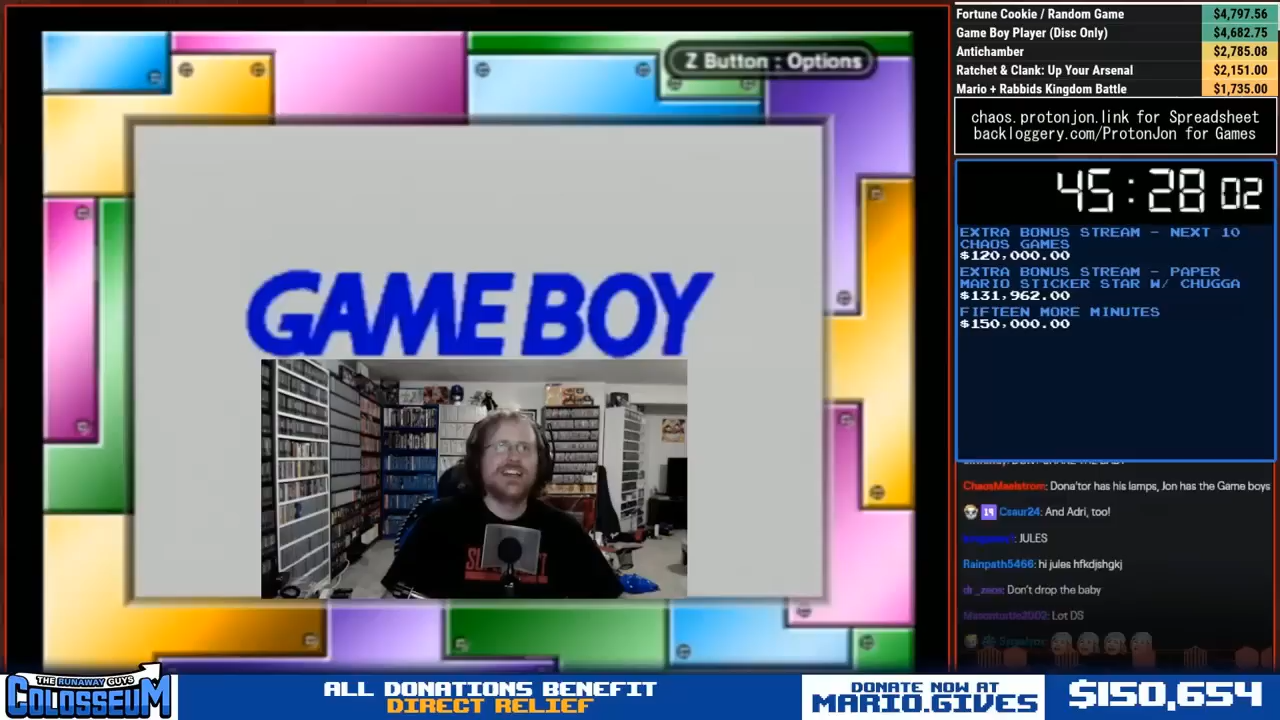 Z Button : Options
GAME BOY
Fortune Cookie / Random Game $4,797.56
Game Boy Player (Disc Only) $4,682.75
Antichamber $2,785.08
Ratchet & Clank: Up Your Arsenal $2,151.00
Mario + Rabbids Kingdom Battle $1,735.00
chaos.protonjon.link for Spreadsheet
backloggery.com/ProtonJon for Games
45:28 02
EXTRA BONUS STREAM - NEXT 10
CHAOS GAMES
$120,000.00
EXTRA BONUS STREAM - PAPER
MARIO STICKER STAR W/ CHUGGA
$131,962.00
FIFTEEN MORE MINUTES
$150,000.00
ChaosMaelstrom: Dona'tor has his lamps, Jon has the Game boys
19 Csaur24: And Adri, too!
: JULES
Rainpath5466: hi jules hfkdjshgkj
dr_zeos: Don't drop the baby
: Lot DS
THE RUNAWAY GUYS
COLOSSEUM
ALL DONATIONS BENEFIT
DIRECT RELIEF
DONATE NOW AT
MARIO.GIVES
$150,654